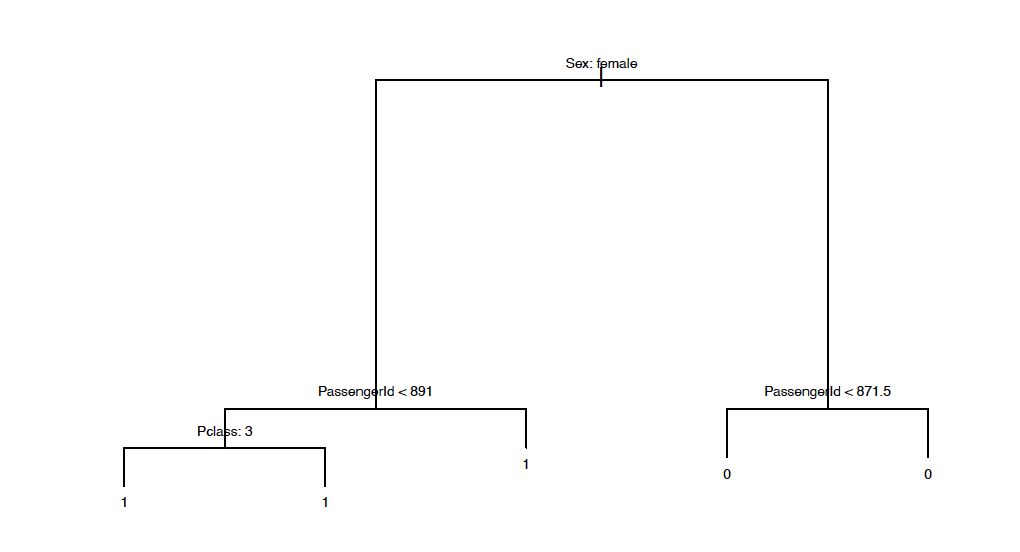 Sex: female
PassengerId < 891
PassengerId < 871.5
Pclass: 3
1
0
0
1
1